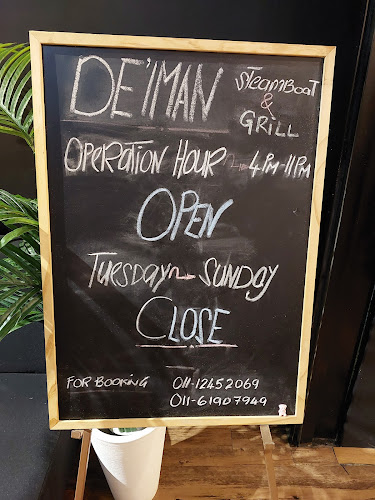 DE'IMAN STEAMBOAT
&
GRILL
OPERATION HOUR ~ 4PM-11PM
OPEN
TUESDAY ~ SUNDAY
CLOSE
FOR BOOKING 011-12452069
011-61907949